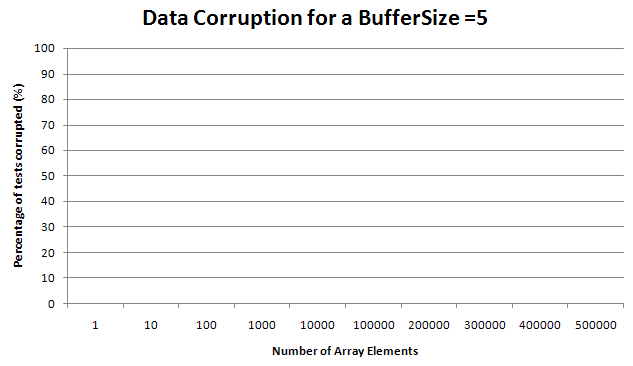 Data Corruption for a BufferSize =5
100
90
80
70
60
50
40
30
20
10
0
Percentage of tests corrupted (%)
1 10 100 1000 10000 100000 200000 300000 400000 500000
Number of Array Elements